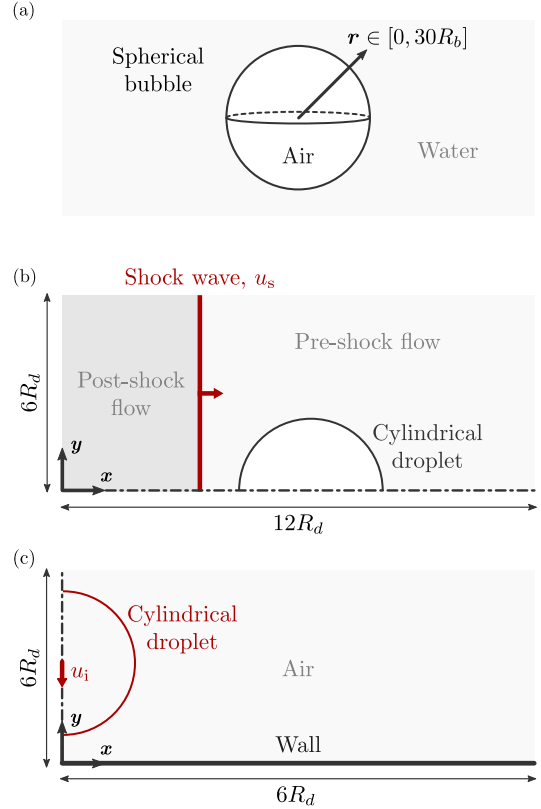 (a)
r ∈ [0, 30R_b]
Spherical
bubble
Air
Water
(b)
Shock wave, u_s
Pre-shock flow
Post-shock
flow
6R_d
Cylindrical
droplet
y
x
12R_d
(c)
Cylindrical
droplet
6R_d
u_i
Air
y
x
Wall
6R_d